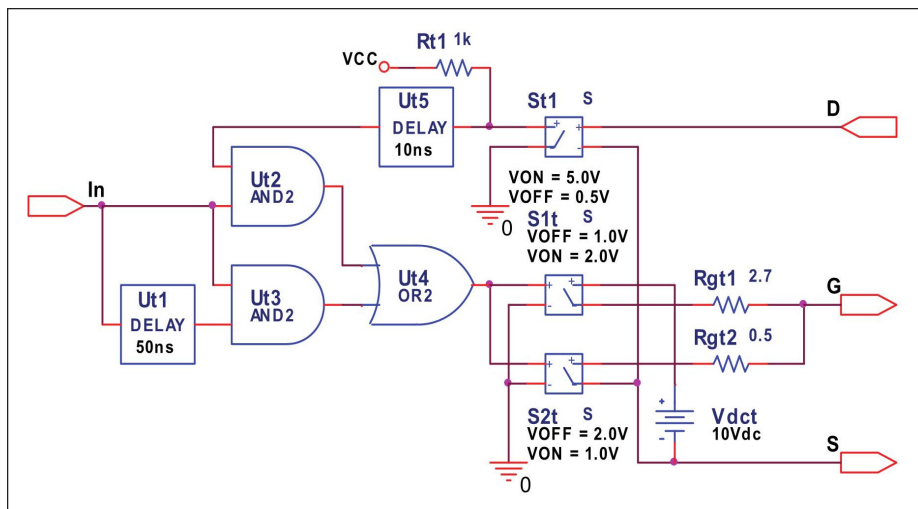 Rt1 1k
VCC
Ut5
DELAY
10ns
St1 S
D
VON = 5.0V
VOFF = 0.5V
0
In
Ut2
AND2
S1t S
VOFF = 1.0V
VON = 2.0V
Ut4
OR2
Ut3
AND2
Ut1
DELAY
50ns
Rgt1 2.7
G
Rgt2 0.5
S2t S
VOFF = 2.0V
VON = 1.0V
0
Vdct
10Vdc
S
+
-
+
-
+
-
+
-
+
-
+
-
+
-